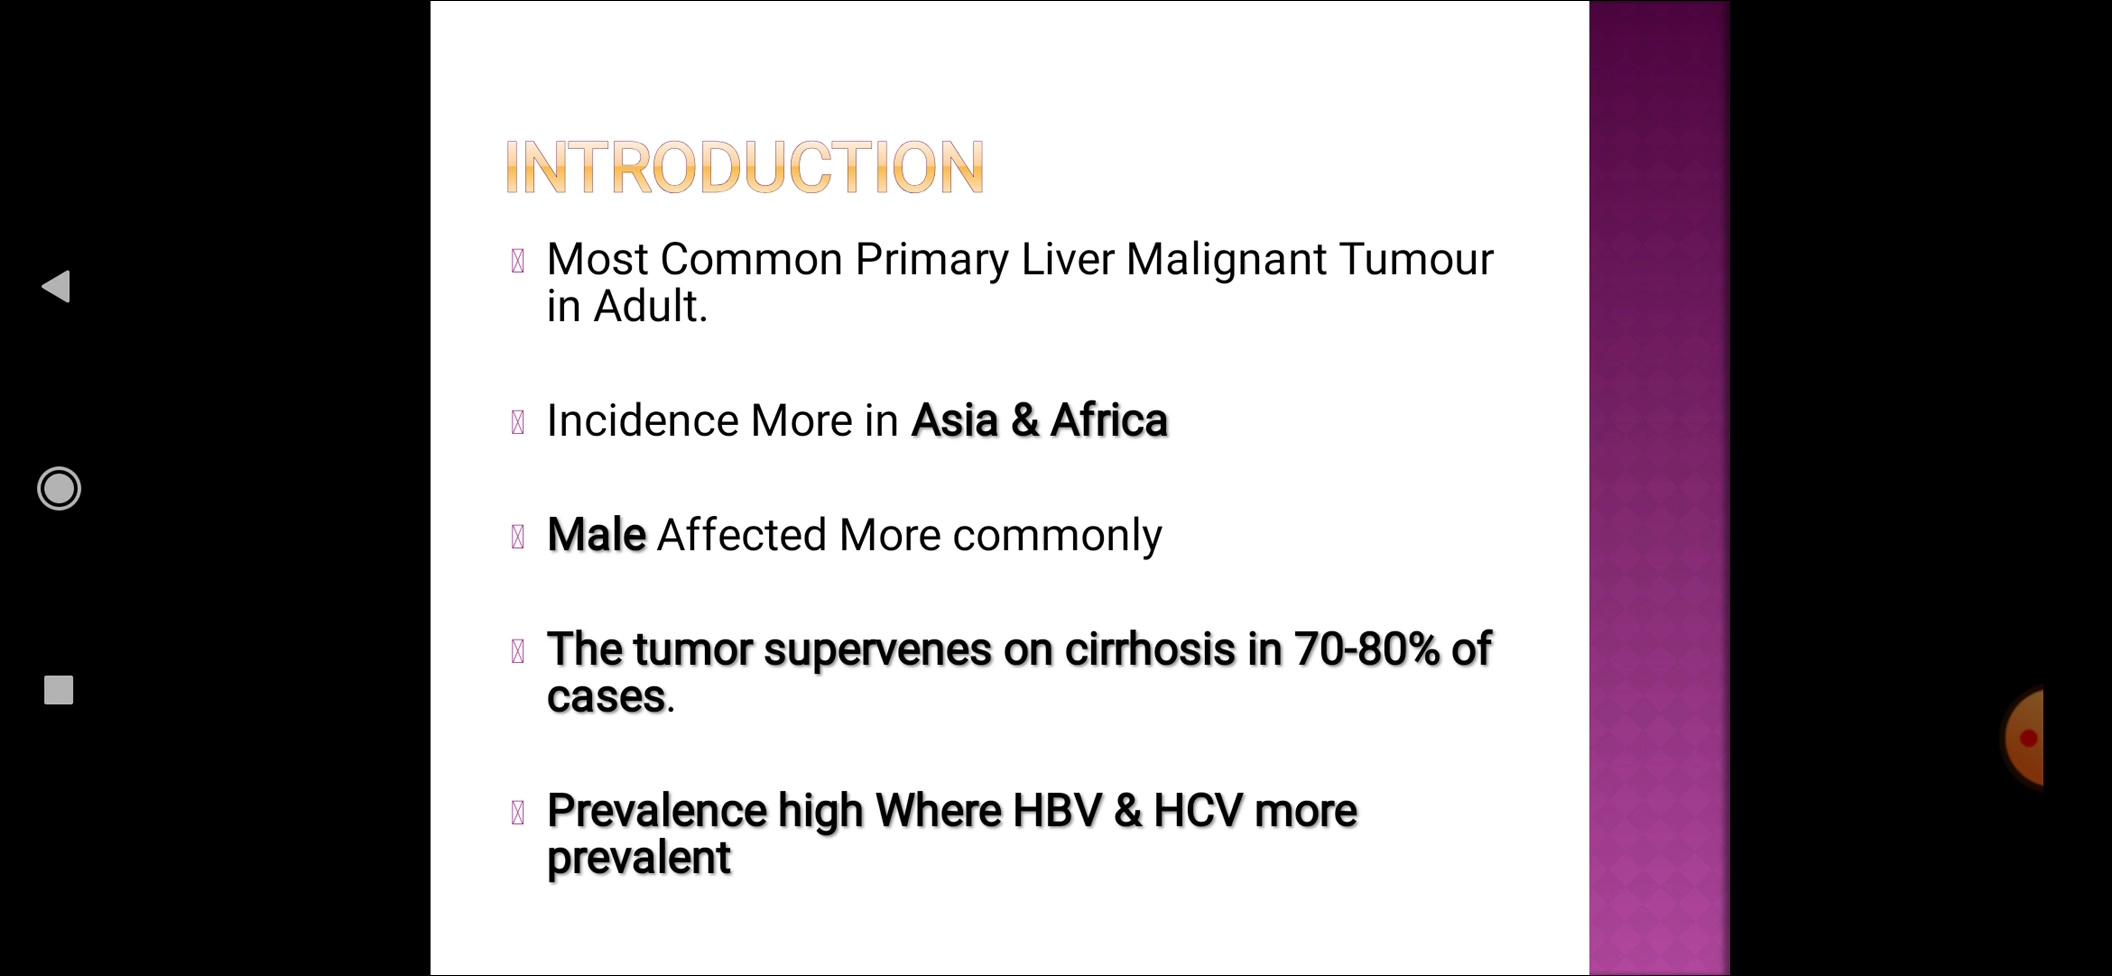 INTRODUCTION
Most Common Primary Liver Malignant Tumour
in Adult.
Incidence More in Asia & Africa
Male Affected More commonly
The tumor supervenes on cirrhosis in 70-80% of
cases.
Prevalence high Where HBV & HCV more
prevalent